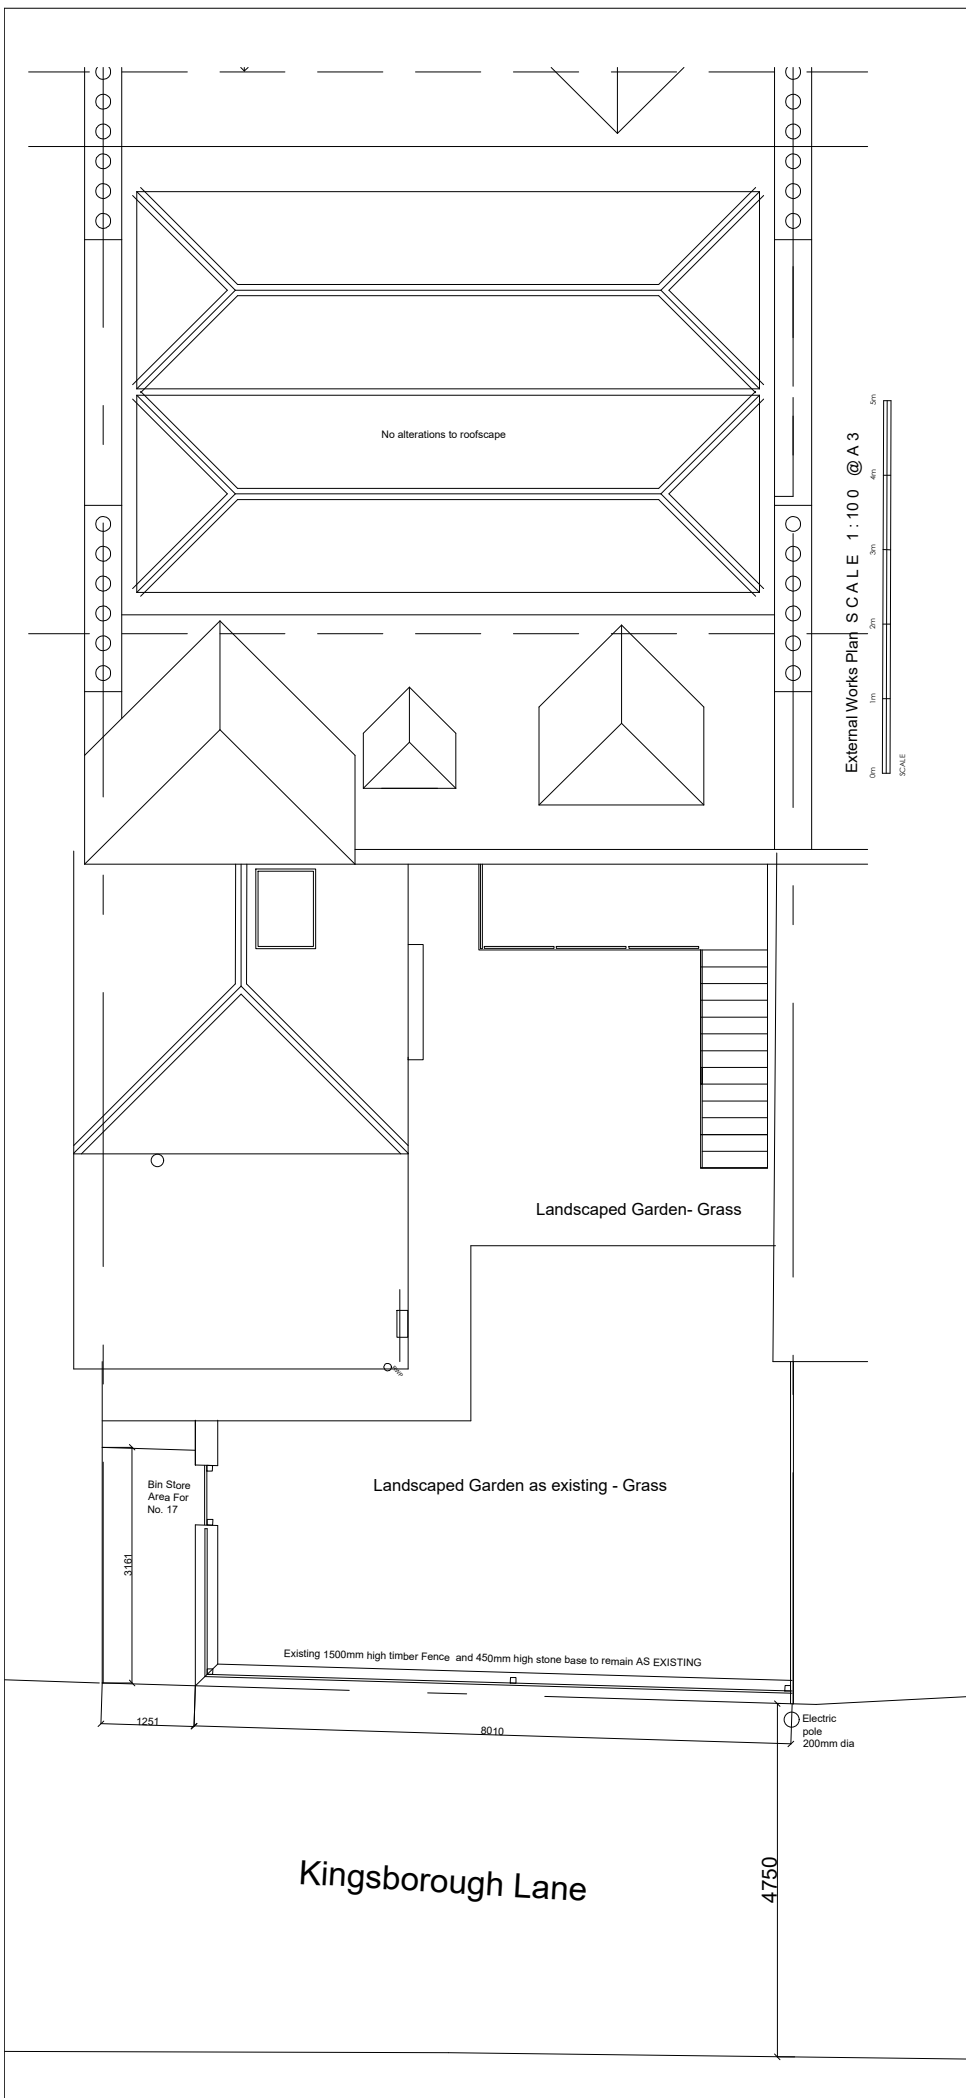 No alterations to roofscape
External Works Plan SCALE 1:100 @A3
0m 1m 2m 3m 4m 5m
SCALE
Landscaped Garden- Grass
RWP
Landscaped Garden as existing - Grass
Bin Store
Area For
No. 17
3161
Existing 1500mm high timber Fence and 450mm high stone base to remain AS EXISTING
1251
8010
Electric
pole
200mm dia
4750
Kingsborough Lane